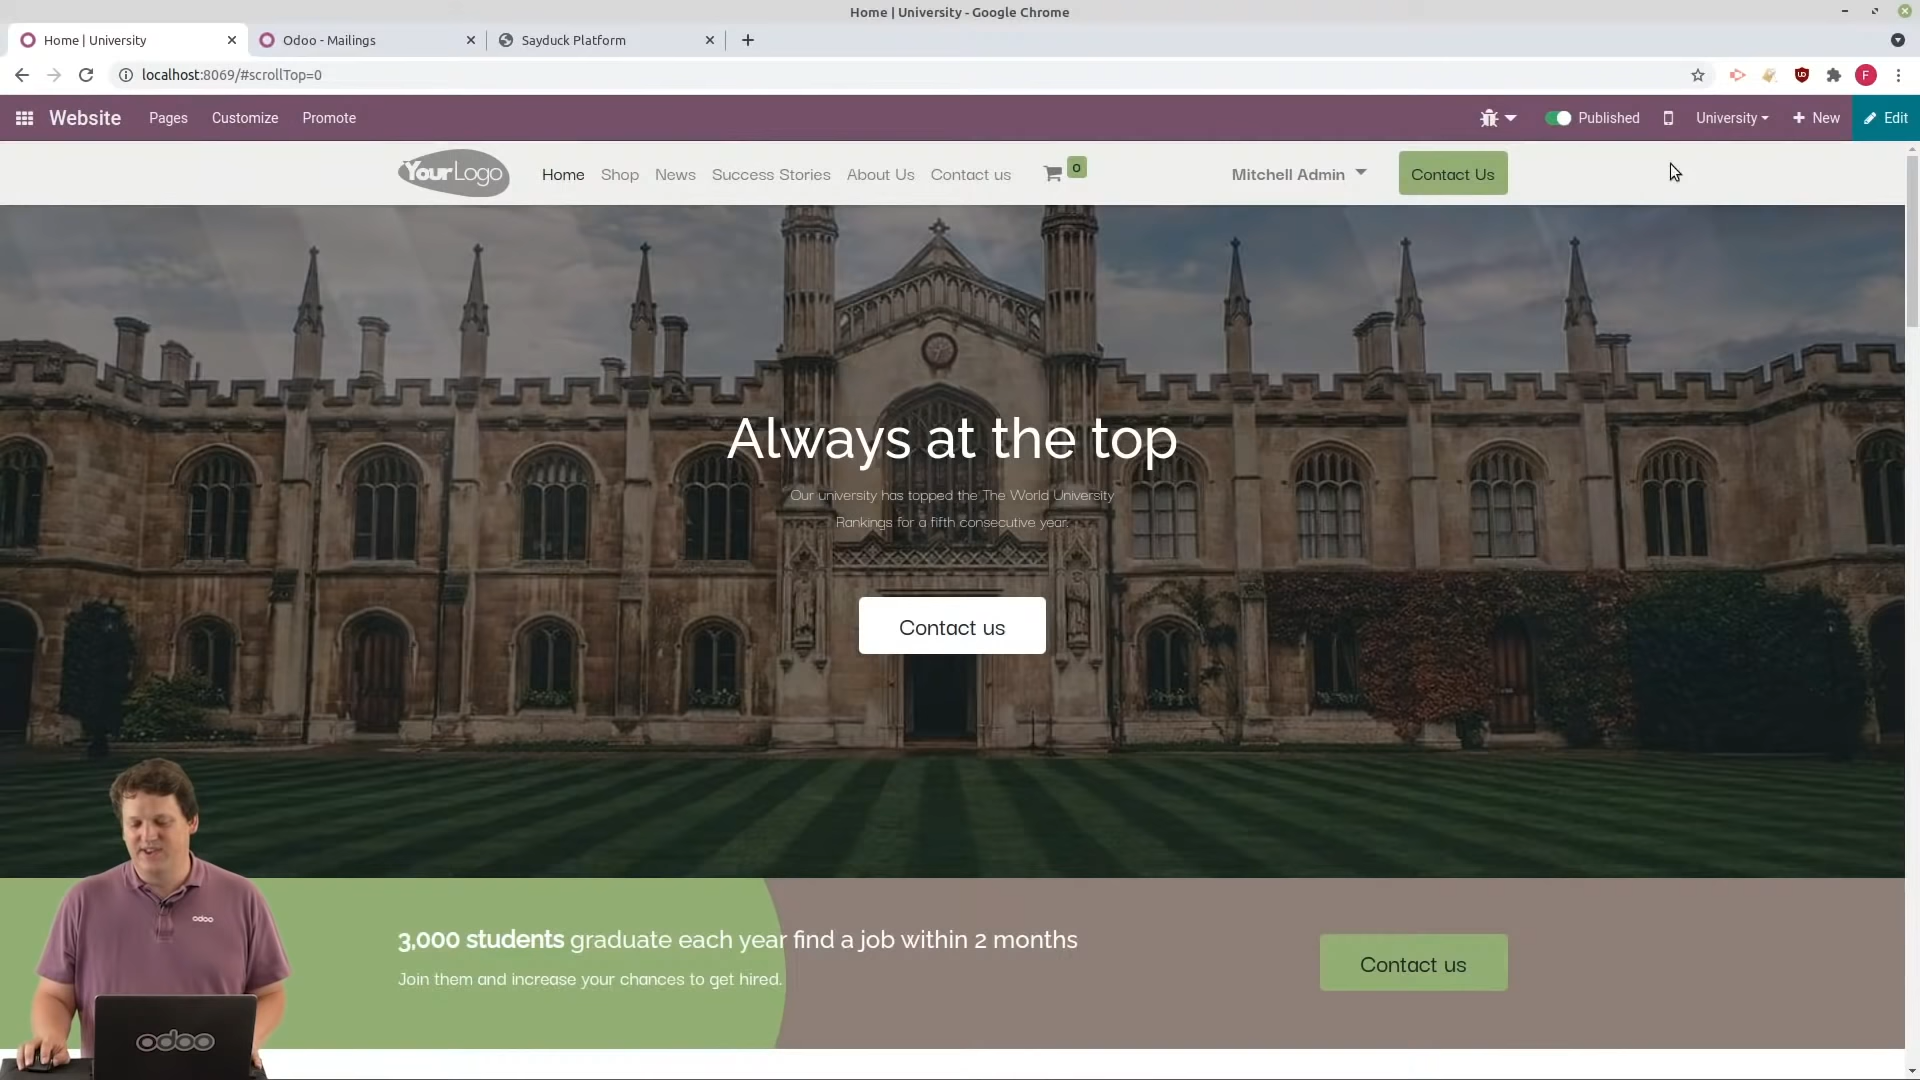 Home | University - Google Chrome
Home | University
Odoo - Mailings
Sayduck Platform
localhost:8069/#scrollTop=0
F
Website
Pages
Customize
Promote
Published
University
New
Edit
YourLogo
Home
Shop
News
Success Stories
About Us
Contact us
0
Mitchell Admin
Contact Us
Always at the top
Our university has topped the The World University
Rankings for a fifth consecutive year.
Contact us
3,000 students graduate each year find a job within 2 months
Join them and increase your chances to get hired.
Contact us
odoo
odoo